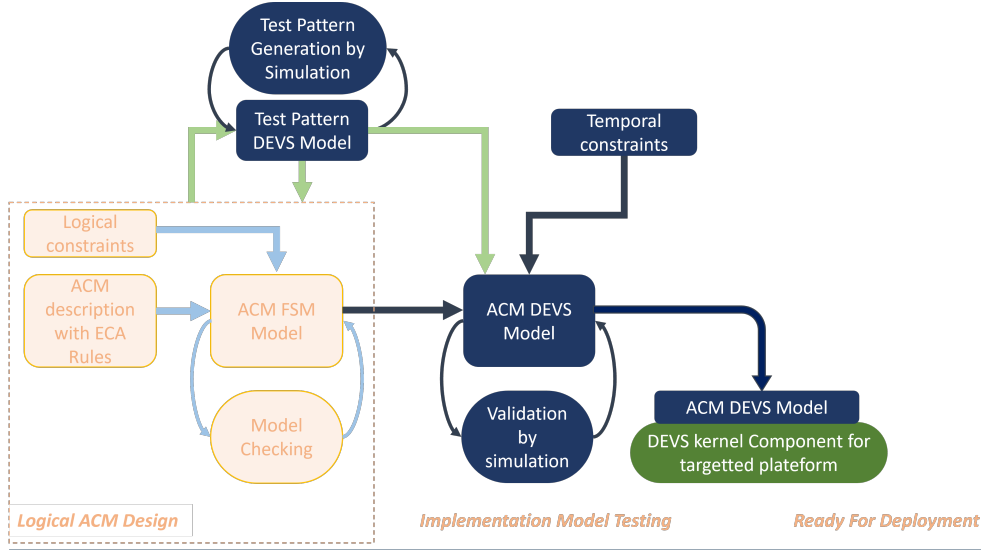 Test Pattern
Generation by
Simulation
Test Pattern
DEVS Model
Temporal
constraints
Logical
constraints
ACM
description
with ECA
Rules
ACM FSM
Model
ACM DEVS
Model
Model
Checking
Validation
by
simulation
ACM DEVS Model
DEVS kernel Component for
targetted plateform
Logical ACM Design
Implementation Model Testing
Ready For Deployment